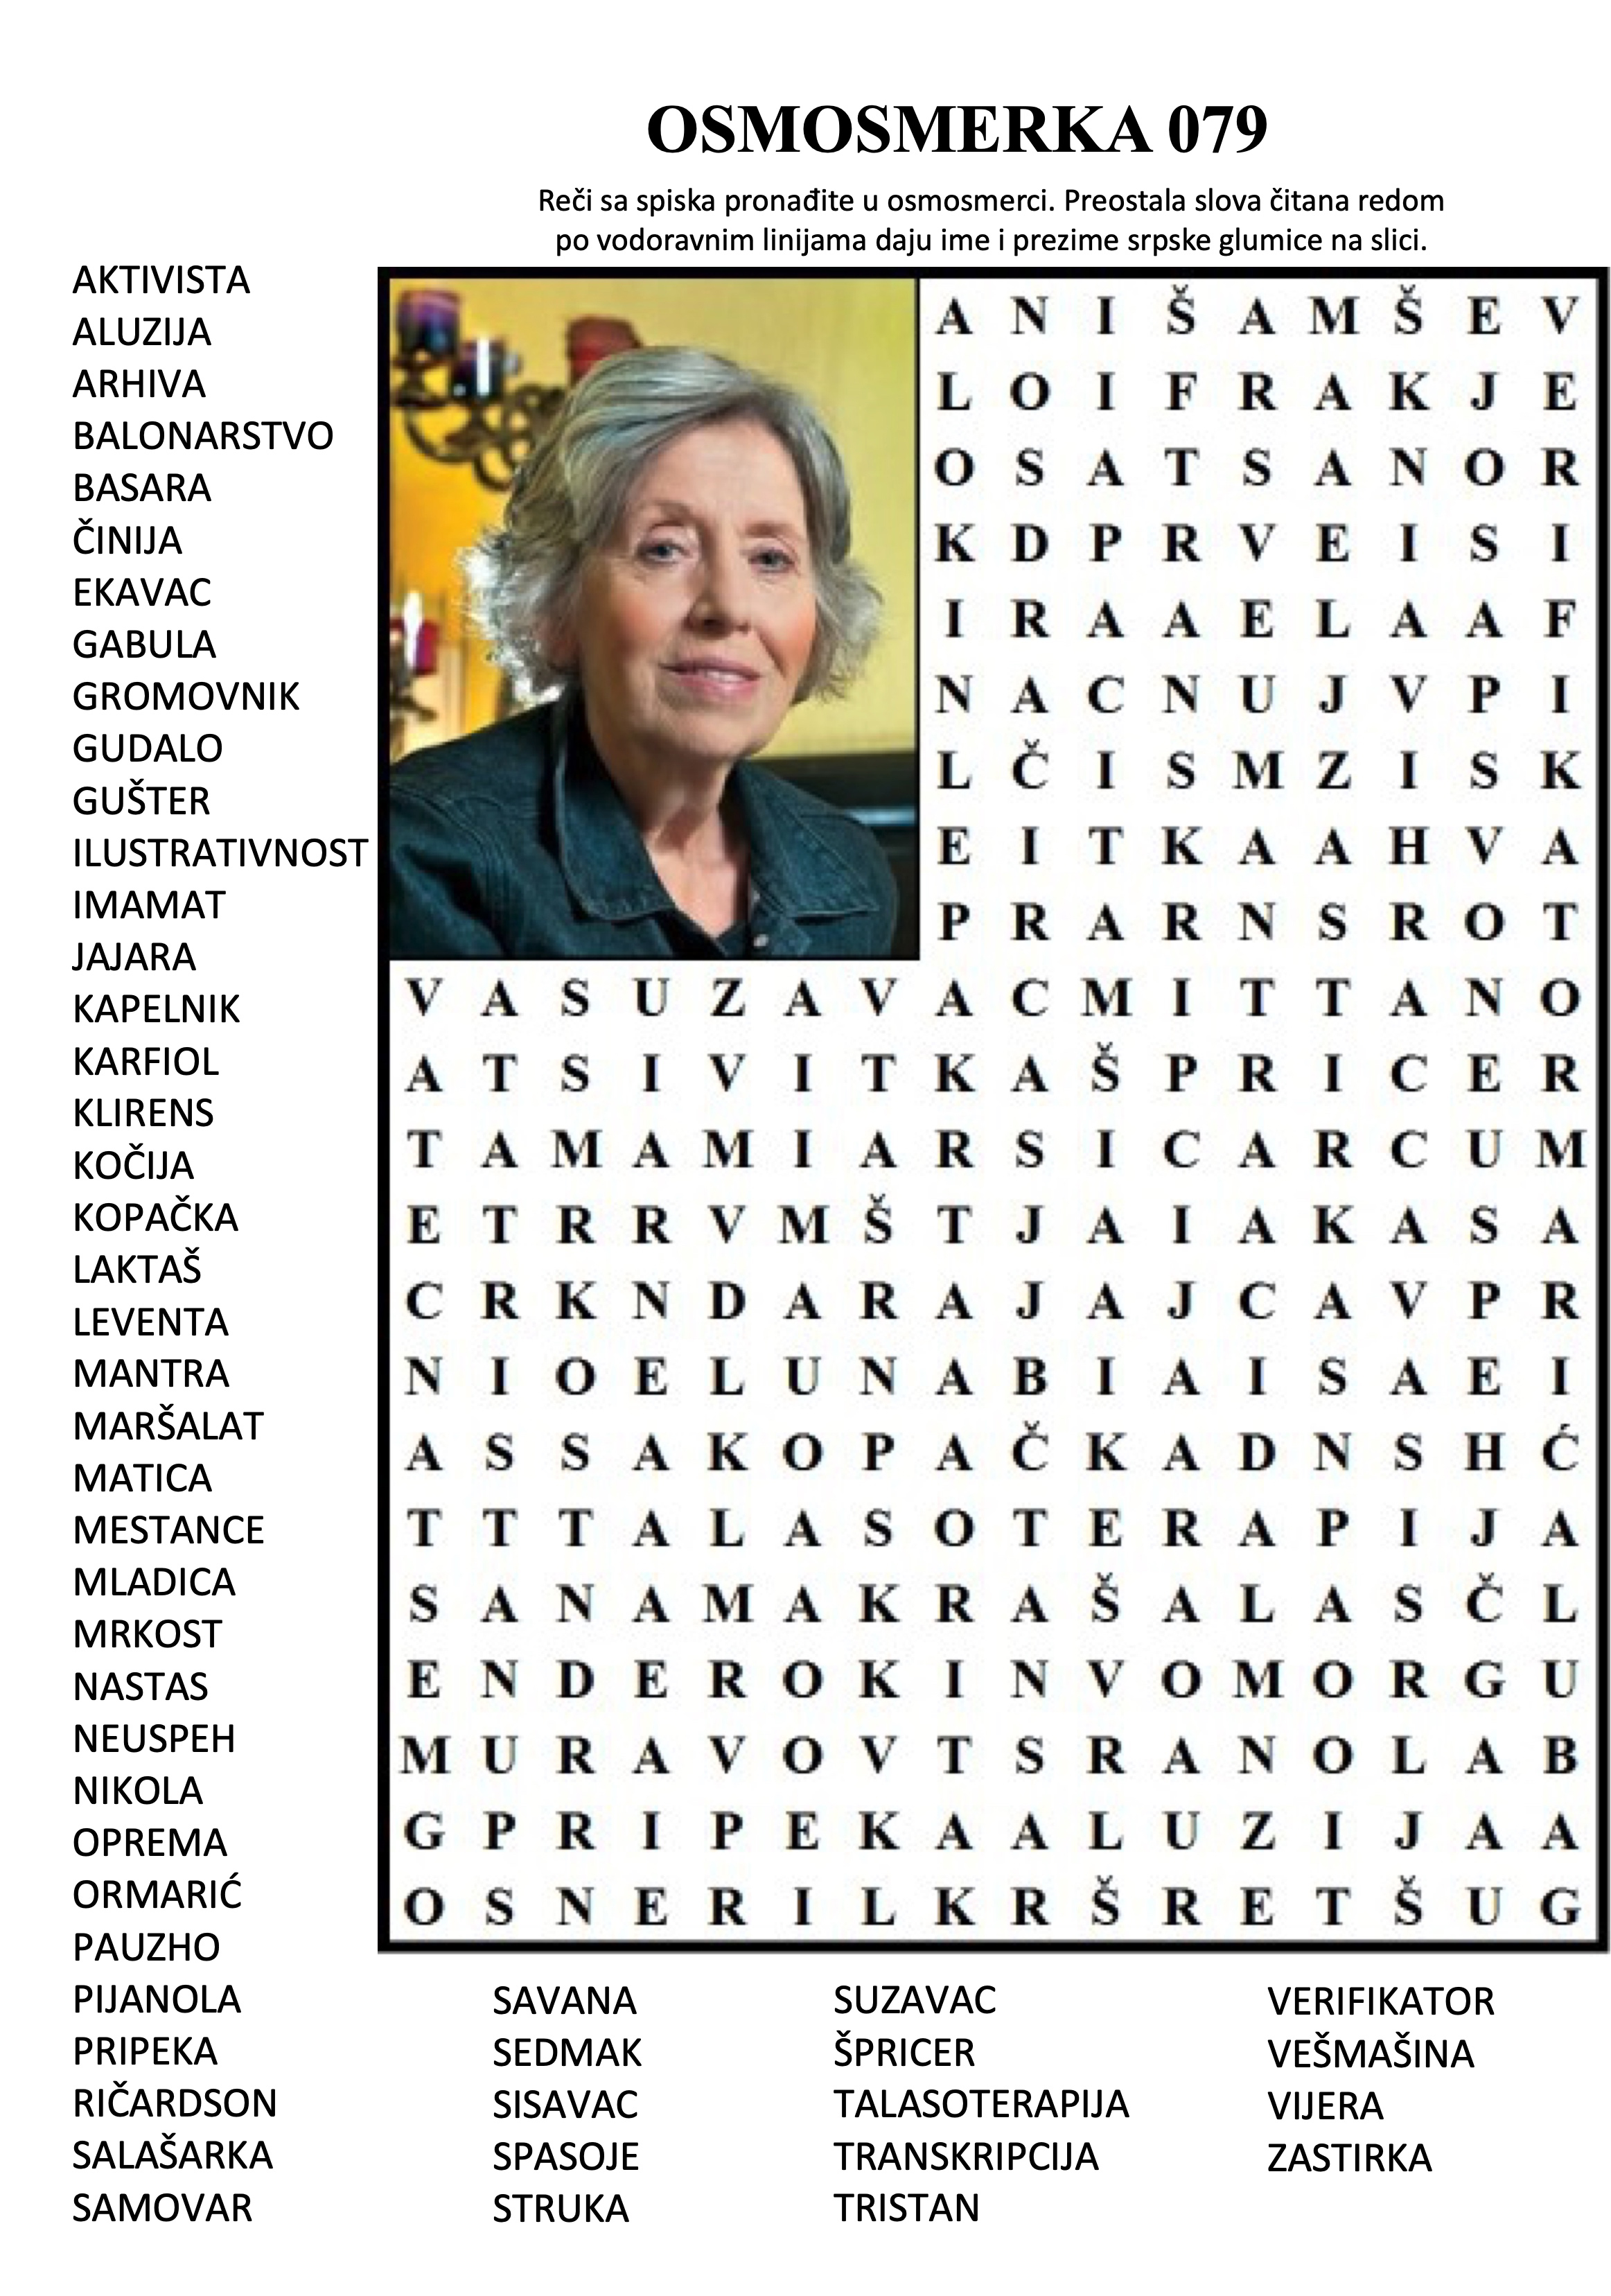 OSMOSMERKA 079
Reči sa spiska pronađite u osmosmerci. Preostala slova čitana redom
po vodoravnim linijama daju ime i prezime srpske glumice na slici.
AKTIVISTA
ALUZIJA
ARHIVA
BALONARSTVO
BASARA
ČINIJA
EKAVAC
GABULA
GROMOVNIK
GUDALO
GUŠTER
ILUSTRATIVNOST
IMAMAT
JAJARA
KAPELNIK
KARFIOL
KLIRENS
KOČIJA
KOPAČKA
LAKTAŠ
LEVENTA
MANTRA
MARŠALAT
MATICA
MESTANCE
MLADICA
MRKOST
NASTAS
NEUSPEH
NIKOLA
OPREMA
ORMARIĆ
PAUZHO
PIJANOLA
PRIPEKA
RIČARDSON
SALAŠARKA
SAMOVAR
A N I Š A M Š E V
L O I F R A K J E
O S A T S A N O R
K D P R V E I S I
I R A A E L A A F
N A C N U J V P I
L Č I S M Z I S K
E I T K A A H V A
P R A R N S R O T
V A S U Z A V A C M I T T A N O
A T S I V I T K A Š P R I C E R
T A M A M I A R S I C A R C U M
E T R R V M Š T J A I A K A S A
C R K N D A R A J A J C A V P R
N I O E L U N A B I A I S A E I
A S S A K O P A Č K A D N S H Ć
T T T A L A S O T E R A P I J A
S A N A M A K R A Š A L A S Č L
E N D E R O K I N V O M O R G U
M U R A V O V T S R A N O L A B
G P R I P E K A A L U Z I J A A
O S N E R I L K R Š R E T Š U G
SAVANA
SEDMAK
SISAVAC
SPASOJE
STRUKA
SUZAVAC
ŠPRICER
TALASOTERAPIJA
TRANSKRIPCIJA
TRISTAN
VERIFIKATOR
VEŠMAŠINA
VIJERA
ZASTIRKA